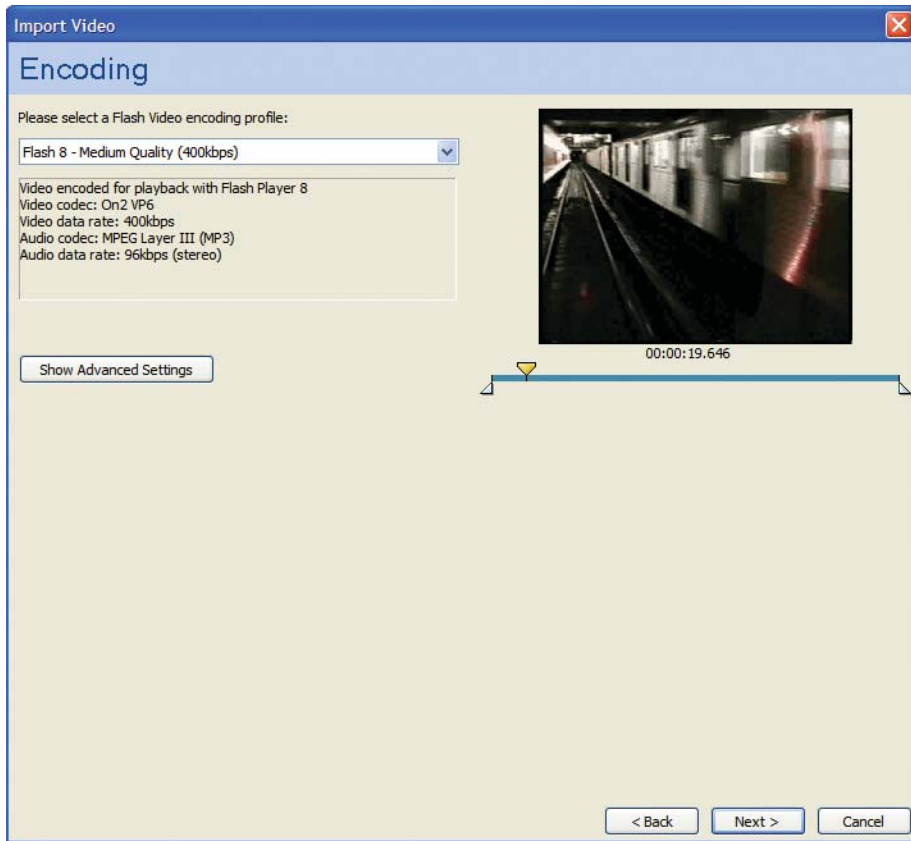 Import Video
Encoding
Please select a Flash Video encoding profile:
Flash 8 - Medium Quality (400kbps)
Video encoded for playback with Flash Player 8
Video codec: On2 VP6
Video data rate: 400kbps
Audio codec: MPEG Layer III (MP3)
Audio data rate: 96kbps (stereo)
00:00:19.646
Show Advanced Settings
< Back
Next >
Cancel